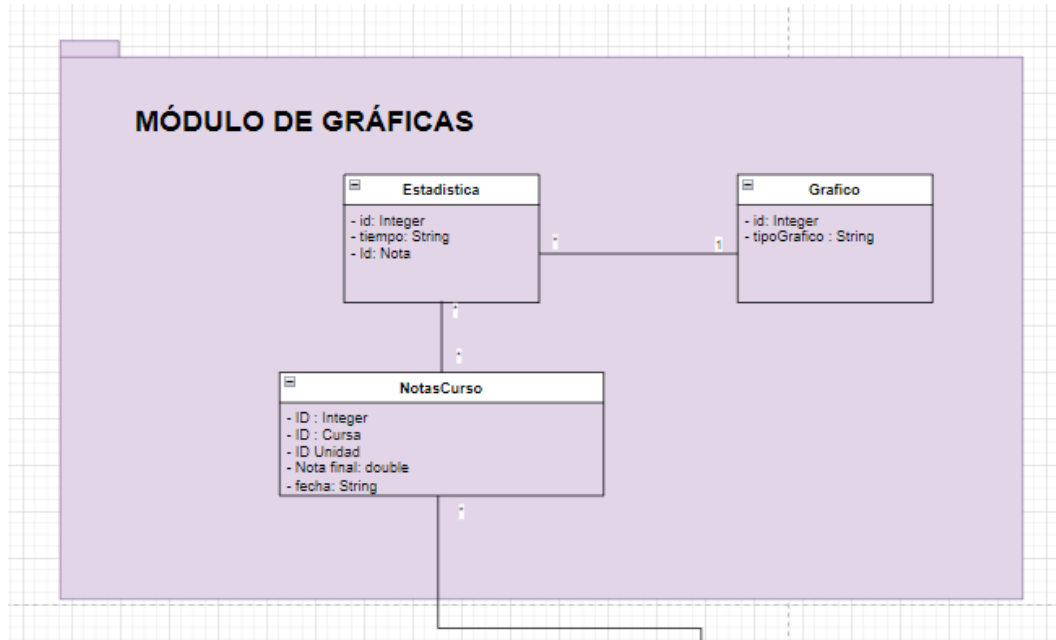 MÓDULO DE GRÁFICAS
Estadistica
- id: Integer
- tiempo: String
- Id: Nota
*
1
Grafico
- id: Integer
- tipoGrafico : String
*
*
NotasCurso
- ID : Integer
- ID : Cursa
- ID Unidad
- Nota final: double
- fecha: String
*